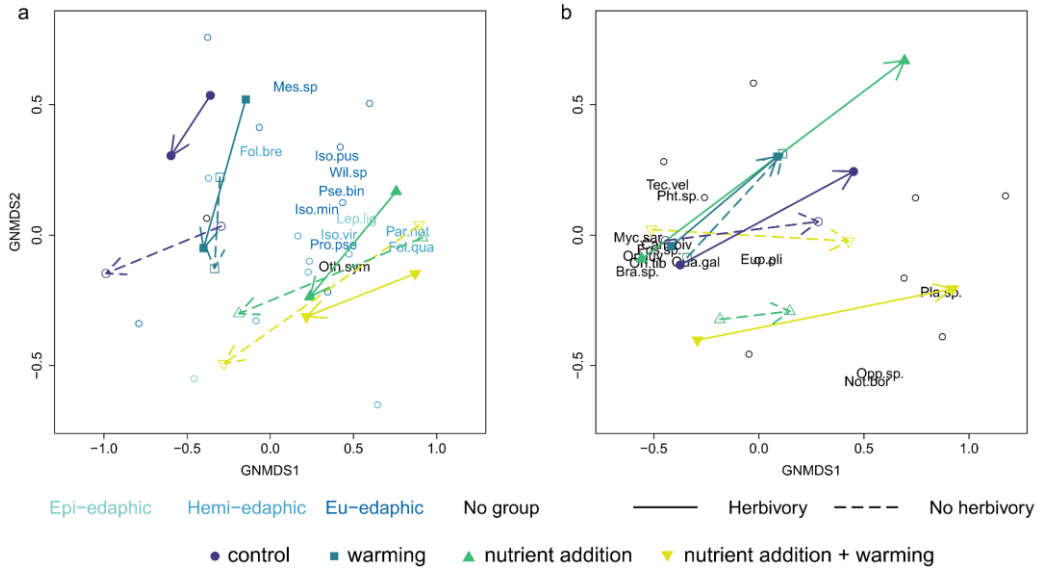 a
b
Mes.sp
Fol.bre
Iso.pus
Wil.sp
Pse.bin
Iso.min
Lep.lig
Iso.vir
Par.not
Pro.pse
Fol.qua
Oth.sym
0.5
0.0
−0.5
GNMDS2
−1.0
−0.5
0.0
0.5
1.0
GNMDS1
Tec.vel
Pht.sp.
Myc.sar
Qua.gal
Bra.sp.
Eup.pli
Pla.sp.
Opp.sp.
Not.bor
0.5
0.0
−0.5
−0.5
0.0
0.5
1.0
GNMDS1
Epi−edaphic Hemi−edaphic Eu−edaphic No group Herbivory No herbivory
control warming nutrient addition nutrient addition + warming